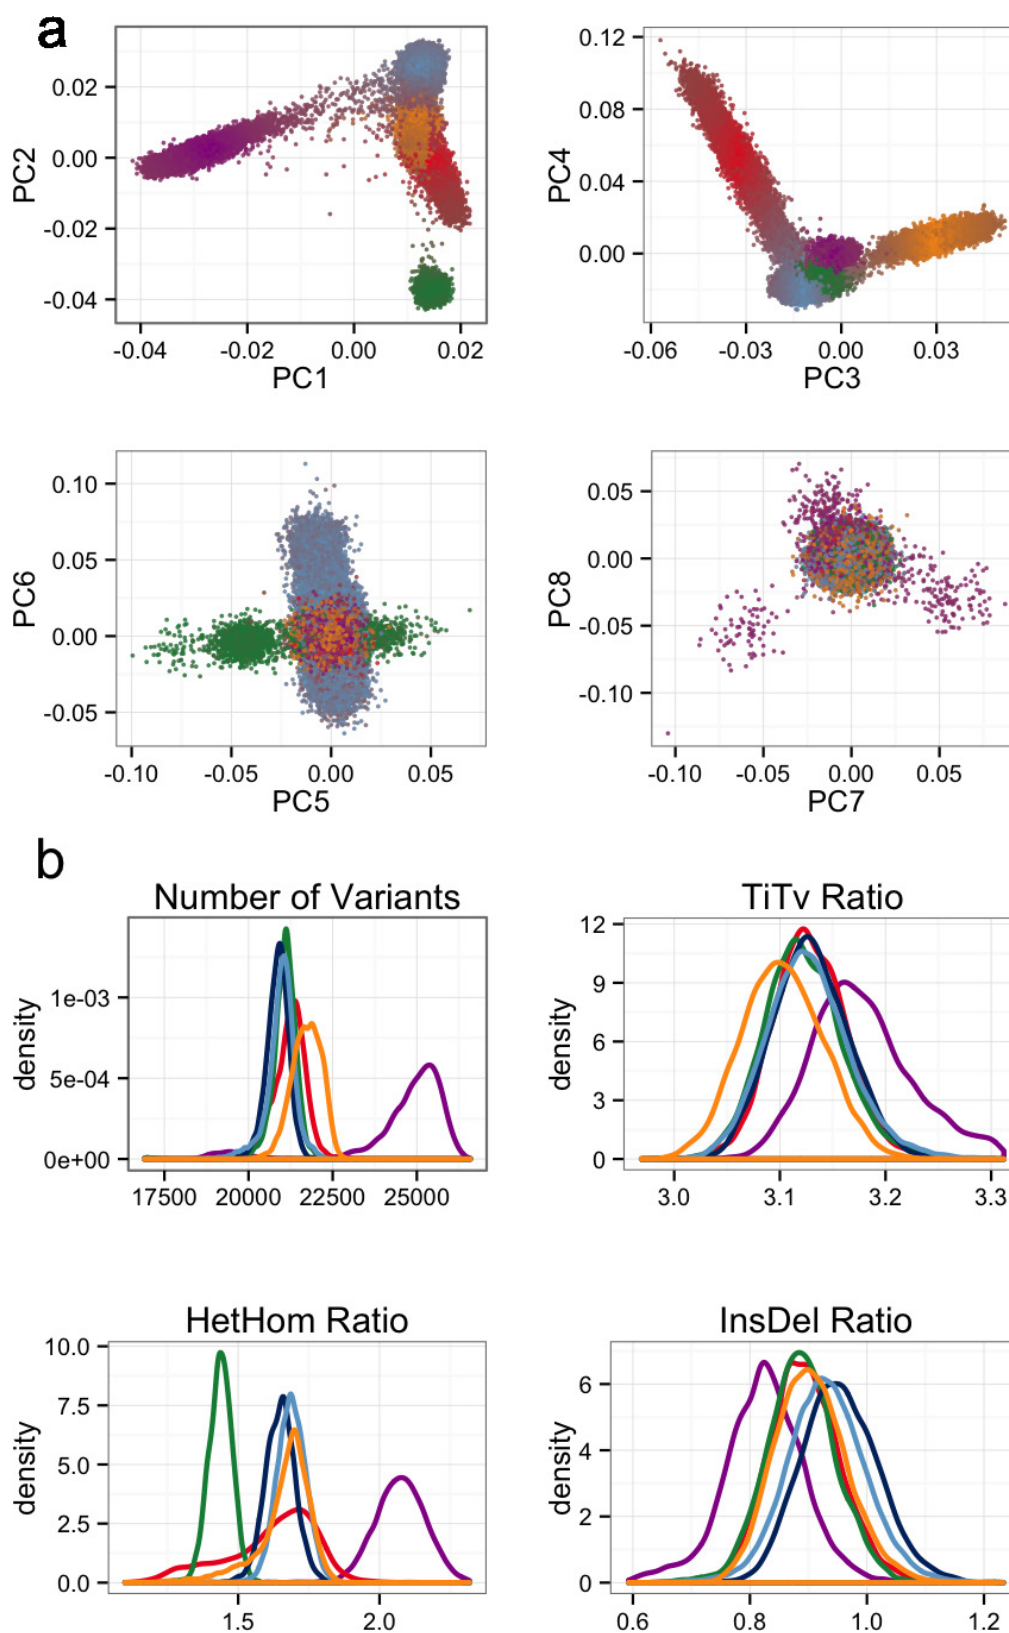 a
0.02
0.00
-0.02
-0.04
PC2
-0.04 -0.02 0.00 0.02
PC1
0.12
0.08
0.04
0.00
PC4
-0.06 -0.03 0.00 0.03
PC3
0.10
0.05
0.00
-0.05
PC6
-0.10 -0.05 0.00 0.05
PC5
0.05
0.00
-0.05
-0.10
PC8
-0.10 -0.05 0.00 0.05
PC7
b
Number of Variants
1e-03
5e-04
0e+00
density
17500 20000 22500 25000
TiTv Ratio
12
9
6
3
0
density
3.0 3.1 3.2 3.3
HetHom Ratio
10.0
7.5
5.0
2.5
0.0
density
1.5 2.0
InsDel Ratio
6
4
2
0
density
0.6 0.8 1.0 1.2